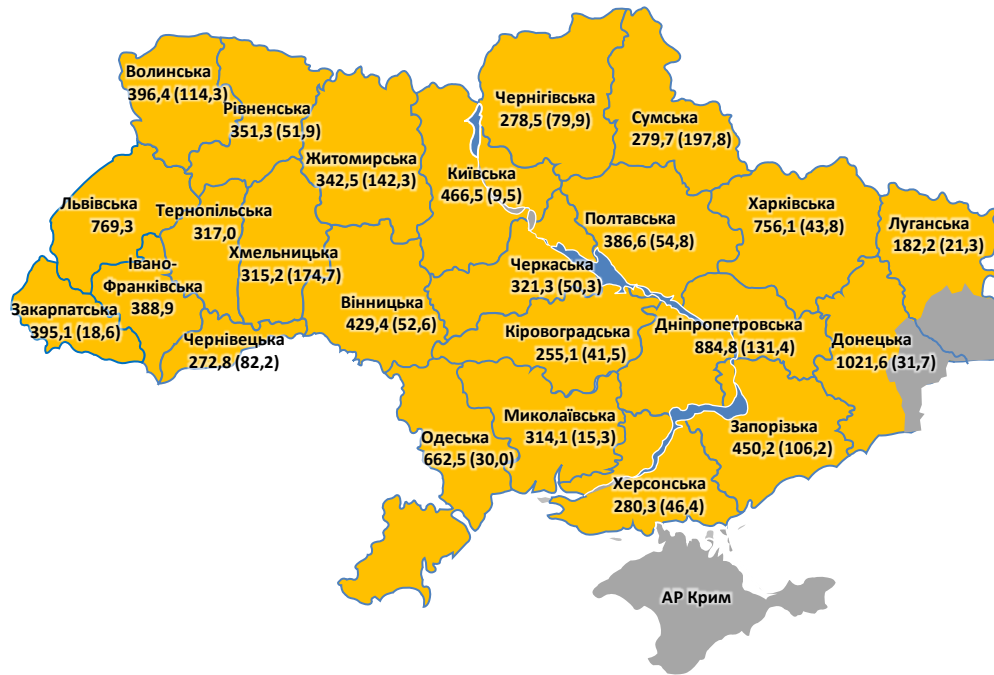 Волинська
396,4 (114,3)
Рівненська
351,3 (51,9)
Житомирська
342,5 (142,3)
Київська
466,5 (9,5)
Чернігівська
278,5 (79,9)
Сумська
279,7 (197,8)
Львівська
769,3
Тернопільська
317,0
Хмельницька
315,2 (174,7)
Івано-
Франківська
388,9
Закарпатська
395,1 (18,6)
Чернівецька
272,8 (82,2)
Вінницька
429,4 (52,6)
Черкаська
321,3 (50,3)
Полтавська
386,6 (54,8)
Харківська
756,1 (43,8)
Луганська
182,2 (21,3)
Кіровоградська
255,1 (41,5)
Дніпропетровська
884,8 (131,4)
Донецька
1021,6 (31,7)
Одеська
662,5 (30,0)
Миколаївська
314,1 (15,3)
Запорізька
450,2 (106,2)
Херсонська
280,3 (46,4)
АР Крим